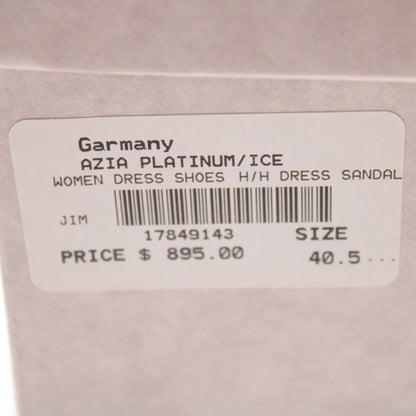 Garmany
AZIA PLATINUM/ICE
WOMEN DRESS SHOES H/H DRESS SANDAL
JIM
17849143 SIZE
PRICE $ 895.00 40.5...